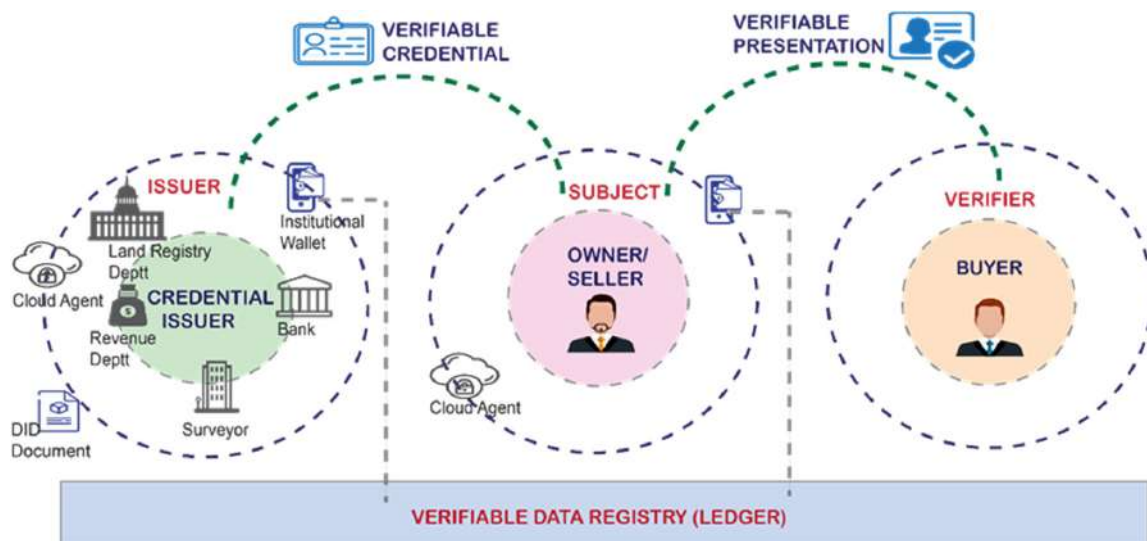 VERIFIABLE
CREDENTIAL
VERIFIABLE
PRESENTATION
ISSUER
Institutional
Wallet
Land Registry
Deptt
Cloud Agent
CREDENTIAL
ISSUER
Bank
Revenue
Deptt
Surveyor
DID
Document
SUBJECT
OWNER/
SELLER
Cloud Agent
VERIFIER
BUYER
VERIFIABLE DATA REGISTRY (LEDGER)